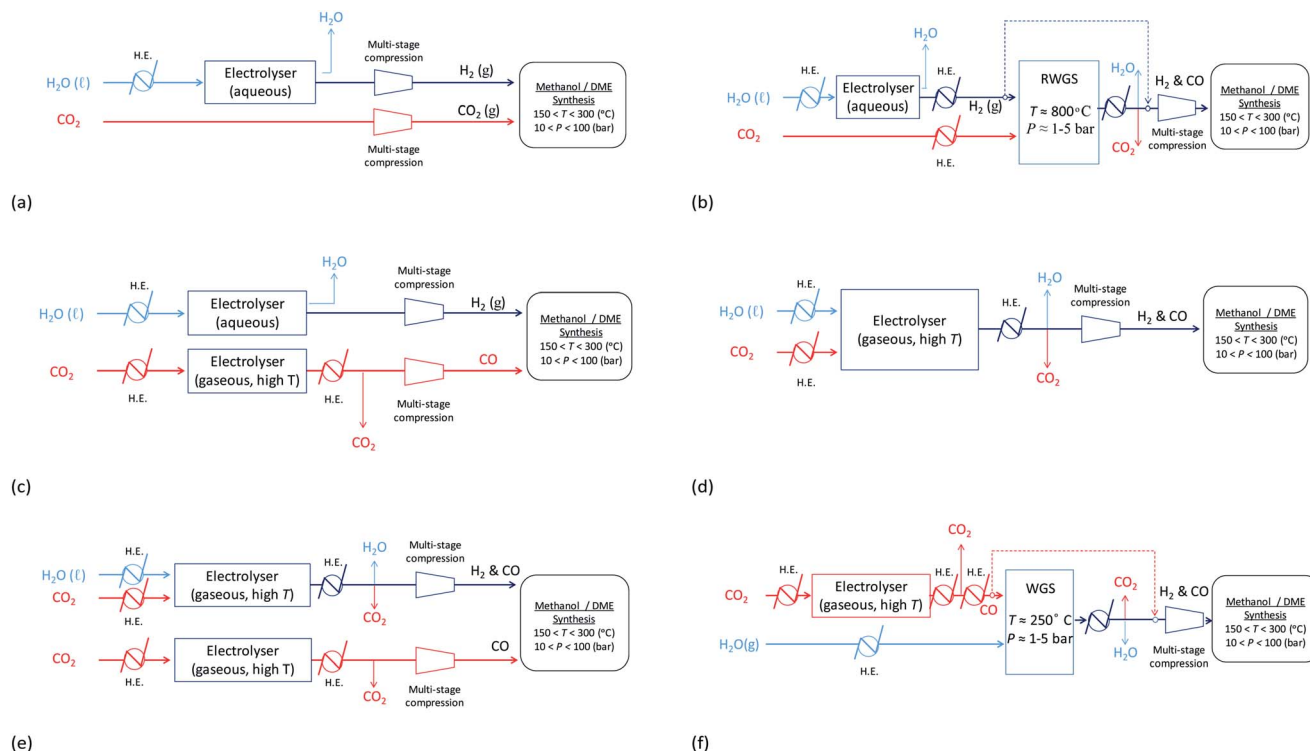 H₂O
H.E.
Multi-stage
compression
H₂O (ℓ)
Electrolyser
(aqueous)
H₂ (g)
CO₂
CO₂ (g)
Multi-stage
compression
Methanol / DME
Synthesis
150 < T < 300 (°C)
10 < P < 100 (bar)
(a)
H₂O
H.E.
H.E.
H₂O (ℓ)
Electrolyser
(aqueous)
H₂ (g)
CO₂
H.E.
RWGS
T ≈ 800°C
P ≈ 1-5 bar
H₂O
CO₂
H₂ & CO
Multi-stage
compression
Methanol / DME
Synthesis
150 < T < 300 (°C)
10 < P < 100 (bar)
(b)
H₂O
H.E.
Multi-stage
compression
H₂O (ℓ)
Electrolyser
(aqueous)
H₂ (g)
CO₂
H.E.
Electrolyser
(gaseous, high T)
H.E.
CO₂
CO
Multi-stage
compression
Methanol / DME
Synthesis
150 < T < 300 (°C)
10 < P < 100 (bar)
(c)
H.E.
H₂O (ℓ)
CO₂
H.E.
Electrolyser
(gaseous, high T)
H.E.
H₂O
CO₂
Multi-stage
compression
H₂ & CO
Methanol / DME
Synthesis
150 < T < 300 (°C)
10 < P < 100 (bar)
(d)
H.E.
H₂O (ℓ)
CO₂
H.E.
Electrolyser
(gaseous, high T)
H.E.
H₂O
CO₂
Multi-stage
compression
H₂ & CO
CO₂
H.E.
Electrolyser
(gaseous, high T)
H.E.
CO₂
CO
Multi-stage
compression
Methanol / DME
Synthesis
150 < T < 300 (°C)
10 < P < 100 (bar)
(e)
CO₂
H.E.
Electrolyser
(gaseous, high T)
CO₂
H.E.
H.E.
CO
H₂O(g)
H.E.
WGS
T ≈ 250° C
P ≈ 1-5 bar
CO₂
H₂O
H₂ & CO
Multi-stage
compression
Methanol / DME
Synthesis
150 < T < 300 (°C)
10 < P < 100 (bar)
(f)